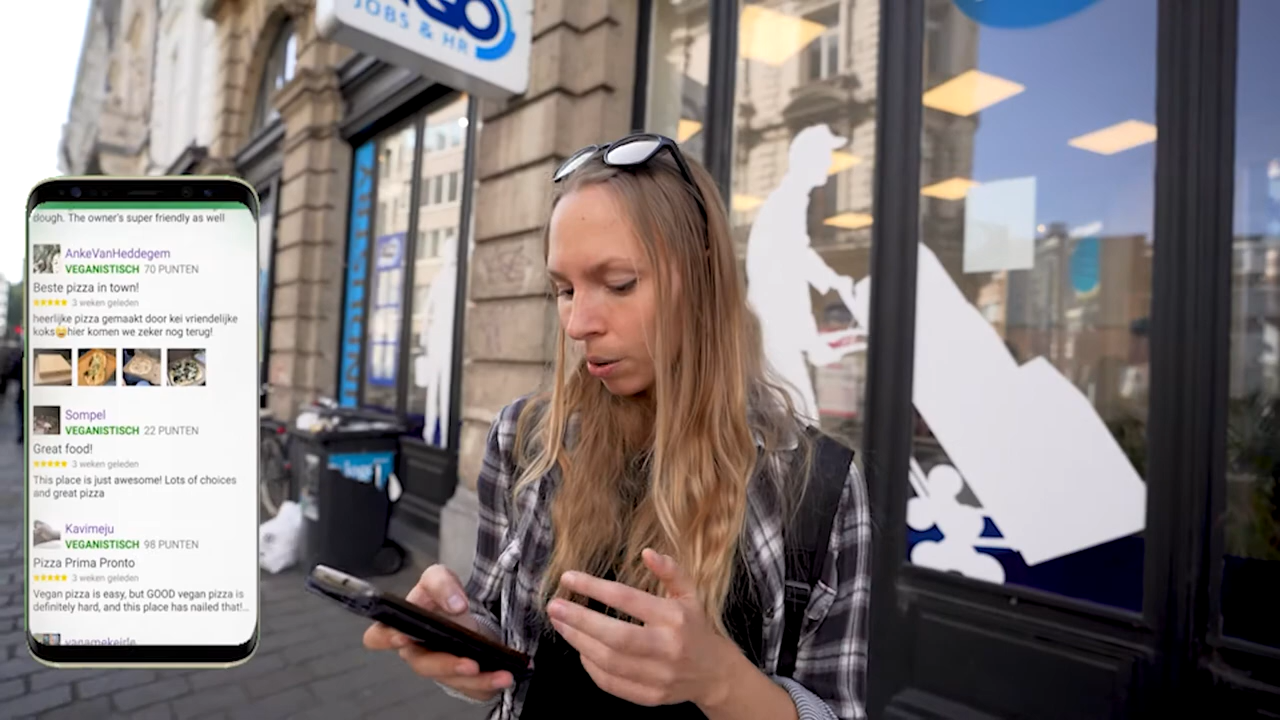 GO
JOBS & HR
dough. The owner's super friendly as well
AnkeVanHeddegem
VEGANISTISCH 70 PUNTEN
Beste pizza in town!
3 weken geleden
heerlijke pizza gemaakt door kei vriendelijke
koks😄hier komen we zeker nog terug!
Sompel
VEGANISTISCH 22 PUNTEN
Great food!
3 weken geleden
This place is just awesome! Lots of choices
and great pizza
Kavimeju
VEGANISTISCH 98 PUNTEN
Pizza Prima Pronto
3 weken geleden
Vegan pizza is easy, but GOOD vegan pizza is
definitely hard, and this place has nailed that!...